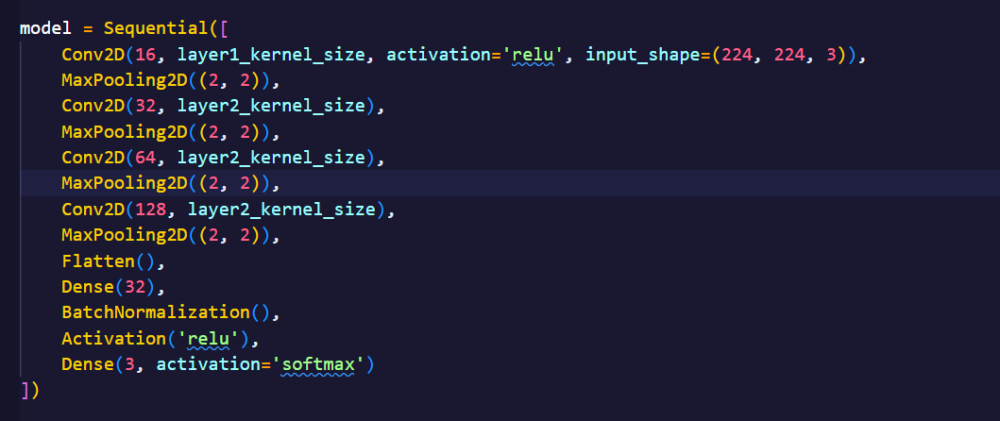 model = Sequential([
    Conv2D(16, layer1_kernel_size, activation='relu', input_shape=(224, 224, 3)),
    MaxPooling2D((2, 2)),
    Conv2D(32, layer2_kernel_size),
    MaxPooling2D((2, 2)),
    Conv2D(64, layer2_kernel_size),
    MaxPooling2D((2, 2)),
    Conv2D(128, layer2_kernel_size),
    MaxPooling2D((2, 2)),
    Flatten(),
    Dense(32),
    BatchNormalization(),
    Activation('relu'),
    Dense(3, activation='softmax')
])